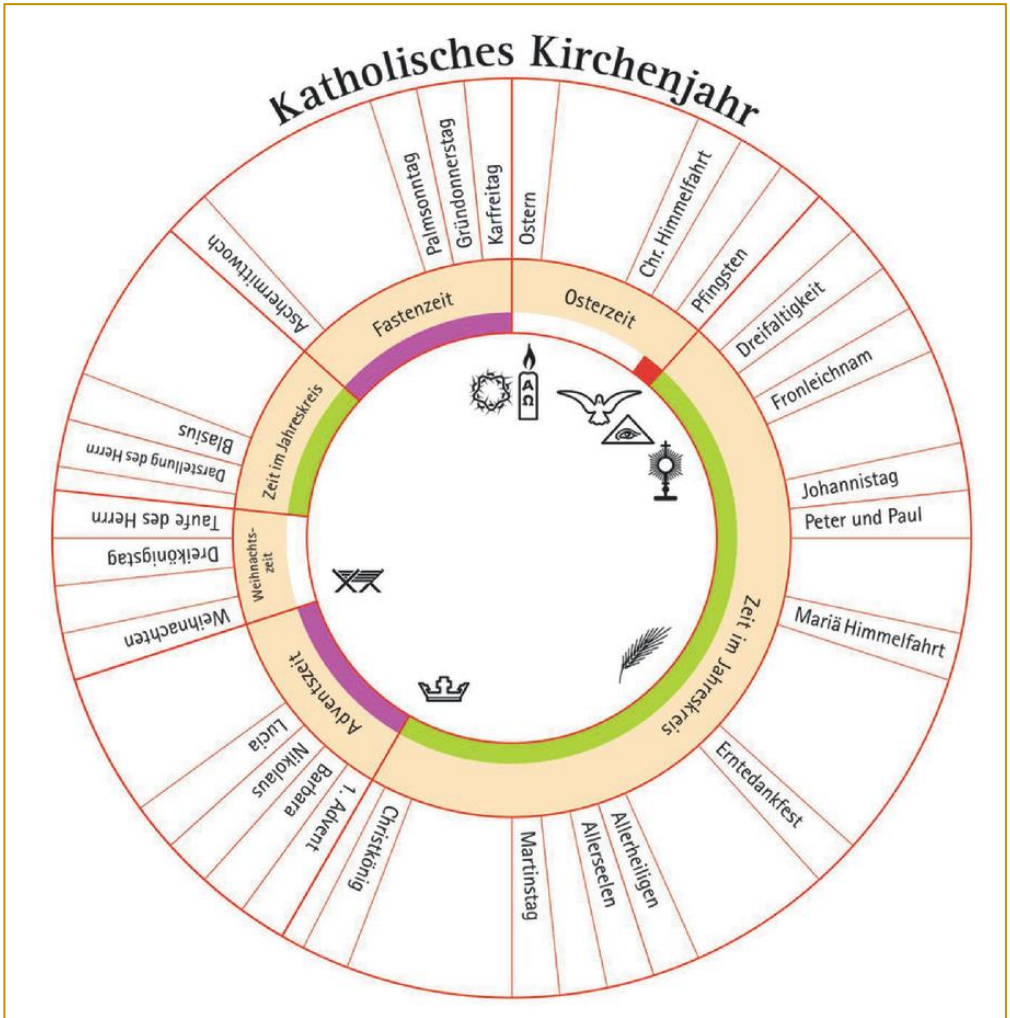 Katholisches Kirchenjahr
Ostern
Chr. Himmelfahrt
Pfingsten
Dreifaltigkeit
Fronleichnam
Johannistag
Peter und Paul
Mariä Himmelfahrt
Erntedankfest
Allerheiligen
Allerseelen
Martinstag
Christkönig
1. Advent
Barbara
Nikolaus
Lucia
Weihnachten
Dreikönigstag
Taufe des Herrn
Darstellung des Herrn
Blasius
Aschermittwoch
Palmsonntag
Gründonnerstag
Karfreitag
Osterzeit
Zeit im Jahreskreis
Adventszeit
Weihnachts-
zeit
Zeit im Jahreskreis
Fastenzeit
Α
Ω